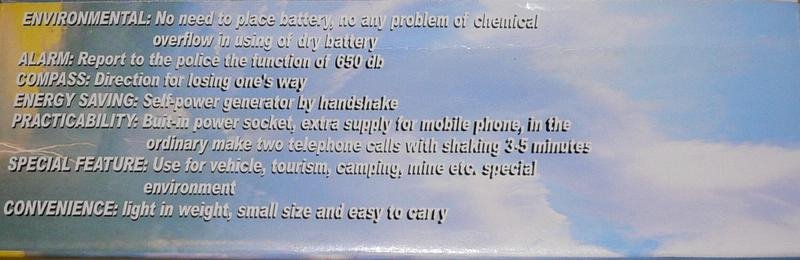 ENVIRONMENTAL: No need to place battery, no any problem of chemical
overflow in using of dry battery
ALARM: Report to the police the function of 650 db
COMPASS: Direction for losing one's way
ENERGY SAVING: Self-power generator by handshake
PRACTICABILITY: Buit-in power socket, extra supply for mobile phone, in the
ordinary make two telephone calls with shaking 3-5 minutes
SPECIAL FEATURE: Use for vehicle, tourism, camping, mine etc. special
environment
CONVENIENCE: light in weight, small size and easy to carry